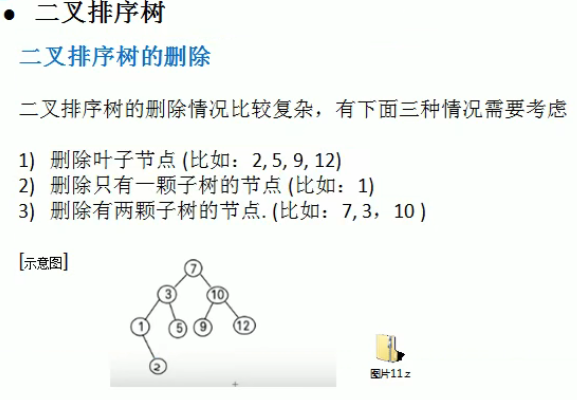 ● 二叉排序树
二叉排序树的删除
二叉排序树的删除情况比较复杂，有下面三种情况需要考虑
1) 删除叶子节点 (比如：2, 5, 9, 12)
2) 删除只有一颗子树的节点 (比如：1)
3) 删除有两颗子树的节点. (比如：7, 3，10 )
[示意图]
7
3 10
1 5 9 12
2
图片11.z